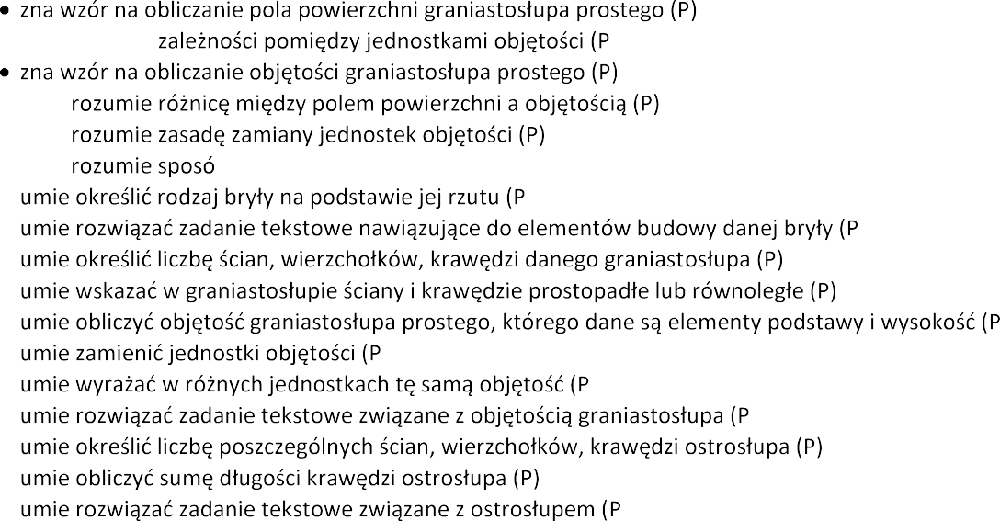 • zna wzór na obliczanie pola powierzchni graniastosłupa prostego (P)
zależności pomiędzy jednostkami objętości (P
• zna wzór na obliczanie objętości graniastosłupa prostego (P)
rozumie różnicę między polem powierzchni a objętością (P)
rozumie zasadę zamiany jednostek objętości (P)
rozumie sposó
umie określić rodzaj bryły na podstawie jej rzutu (P
umie rozwiązać zadanie tekstowe nawiązujące do elementów budowy danej bryły (P
umie określić liczbę ścian, wierzchołków, krawędzi danego graniastosłupa (P)
umie wskazać w graniastosłupie ściany i krawędzie prostopadłe lub równoległe (P)
umie obliczyć objętość graniastosłupa prostego, którego dane są elementy podstawy i wysokość (P
umie zamienić jednostki objętości (P
umie wyrażać w różnych jednostkach tę samą objętość (P
umie rozwiązać zadanie tekstowe związane z objętością graniastosłupa (P
umie określić liczbę poszczególnych ścian, wierzchołków, krawędzi ostrosłupa (P)
umie obliczyć sumę długości krawędzi ostrosłupa (P)
umie rozwiązać zadanie tekstowe związane z ostrosłupem (P